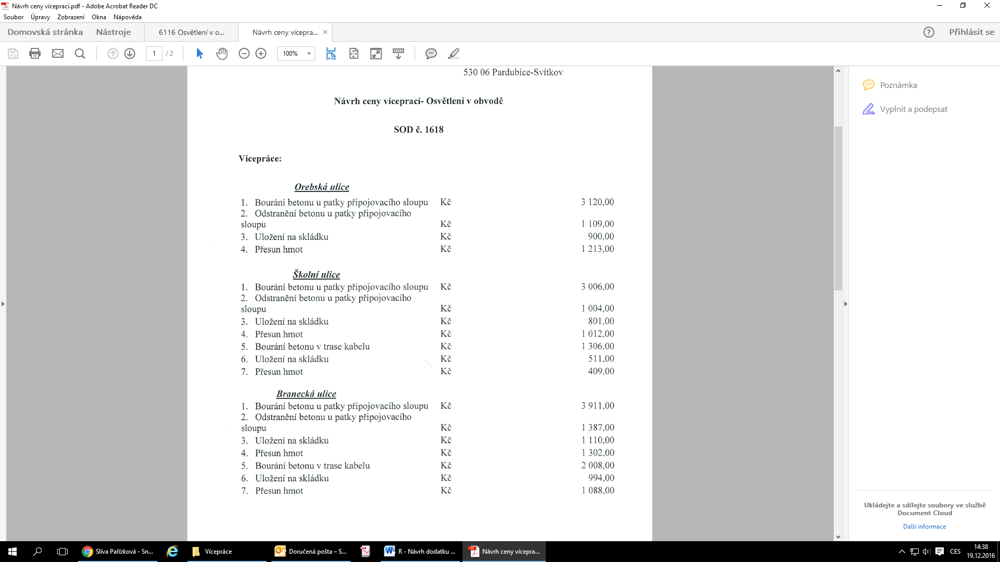 Návrh ceny víceprací.pdf - Adobe Acrobat Reader DC
Soubor Úpravy Zobrazení Okna Nápověda
Domovská stránka Nástroje 6116 Osvětlení v o... Návrh ceny vícepra... × ? Přihlásit se
1 / 2 100%
530 06 Pardubice-Svítkov
Návrh ceny víceprací- Osvětlení v obvodě
SOD č. 1618
Vícepráce:
Orebská ulice
1. Bourání betonu u patky připojovacího sloupu Kč 3 120,00
2. Odstranění betonu u patky připojovacího
sloupu Kč 1 109,00
3. Uložení na skládku Kč 900,00
4. Přesun hmot Kč 1 213,00
Školní ulice
1. Bourání betonu u patky připojovacího sloupu Kč 3 006,00
2. Odstranění betonu u patky připojovacího
sloupu Kč 1 004,00
3. Uložení na skládku Kč 801,00
4. Přesun hmot Kč 1 012,00
5. Bourání betonu v trase kabelu Kč 1 306,00
6. Uložení na skládku Kč 511,00
7. Přesun hmot Kč 409,00
Branecká ulice
1. Bourání betonu u patky připojovacího sloupu Kč 3 911,00
2. Odstranění betonu u patky připojovacího
sloupu Kč 1 387,00
3. Uložení na skládku Kč 1 110,00
4. Přesun hmot Kč 1 302,00
5. Bourání betonu v trase kabelu Kč 2 008,00
6. Uložení na skládku Kč 994,00
7. Přesun hmot Kč 1 088,00
Poznámka
Vyplnit a podepsat
Ukládejte a sdílejte soubory ve službě
Document Cloud
Další informace
Slíva Pařízková - Sn... Vícepráce Doručená pošta – S... R - Návrh dodatku ... Návrh ceny vícepra... CES 14:38
19.12.2016